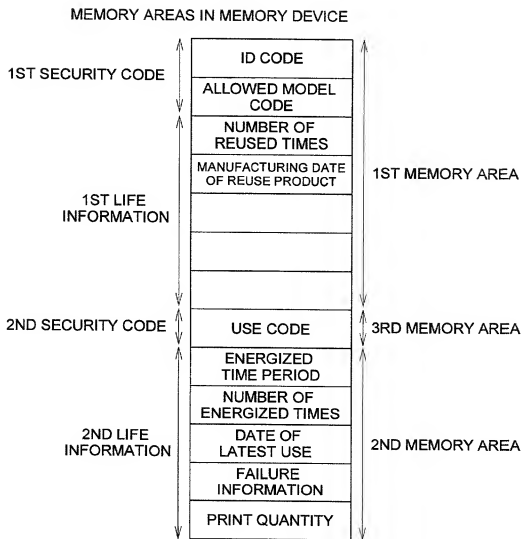 MEMORY AREAS IN MEMORY DEVICE
1ST SECURITY CODE
ID CODE
ALLOWED MODEL
CODE
1ST LIFE
INFORMATION
NUMBER OF
REUSED TIMES
MANUFACTURING DATE
OF REUSE PRODUCT
1ST MEMORY AREA
2ND SECURITY CODE
USE CODE
3RD MEMORY AREA
2ND LIFE
INFORMATION
ENERGIZED
TIME PERIOD
NUMBER OF
ENERGIZED TIMES
DATE OF
LATEST USE
FAILURE
INFORMATION
PRINT QUANTITY
2ND MEMORY AREA